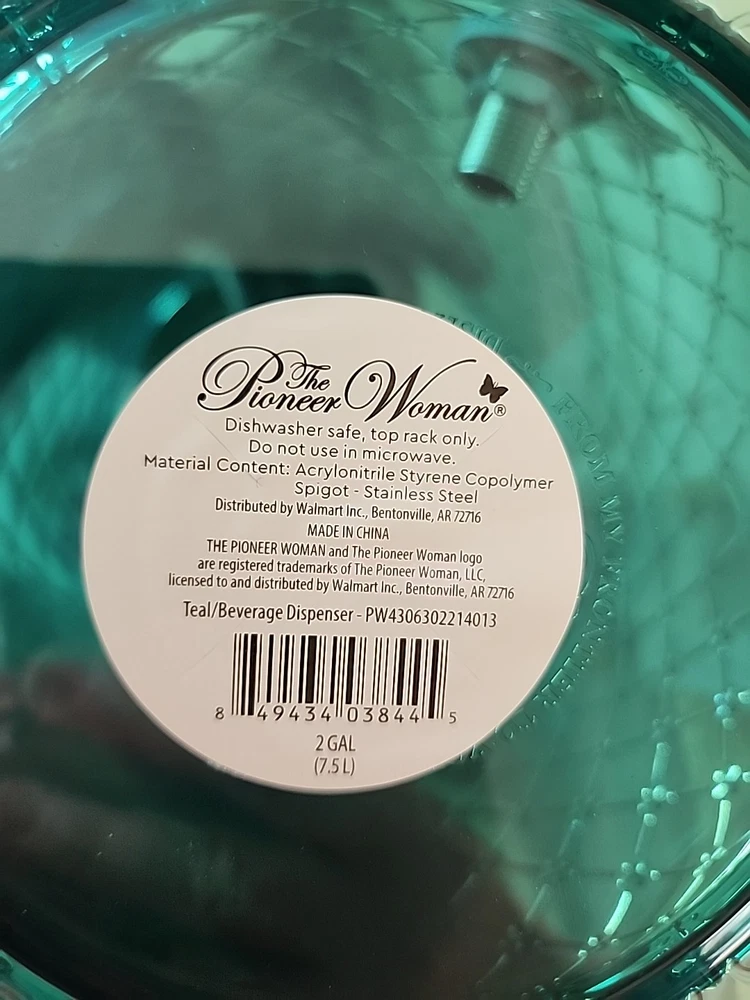 The
Pioneer Woman®
Dishwasher safe, top rack only.
Do not use in microwave.
Material Content: Acrylonitrile Styrene Copolymer
Spigot - Stainless Steel
Distributed by Walmart Inc., Bentonville, AR 72716
MADE IN CHINA
THE PIONEER WOMAN and The Pioneer Woman logo
are registered trademarks of The Pioneer Woman, LLC,
licensed to and distributed by Walmart Inc., Bentonville, AR 72716
Teal/Beverage Dispenser - PW4306302214013
8 49434 03844 5
2 GAL
(7.5 L)
FROM MY FRONTIER